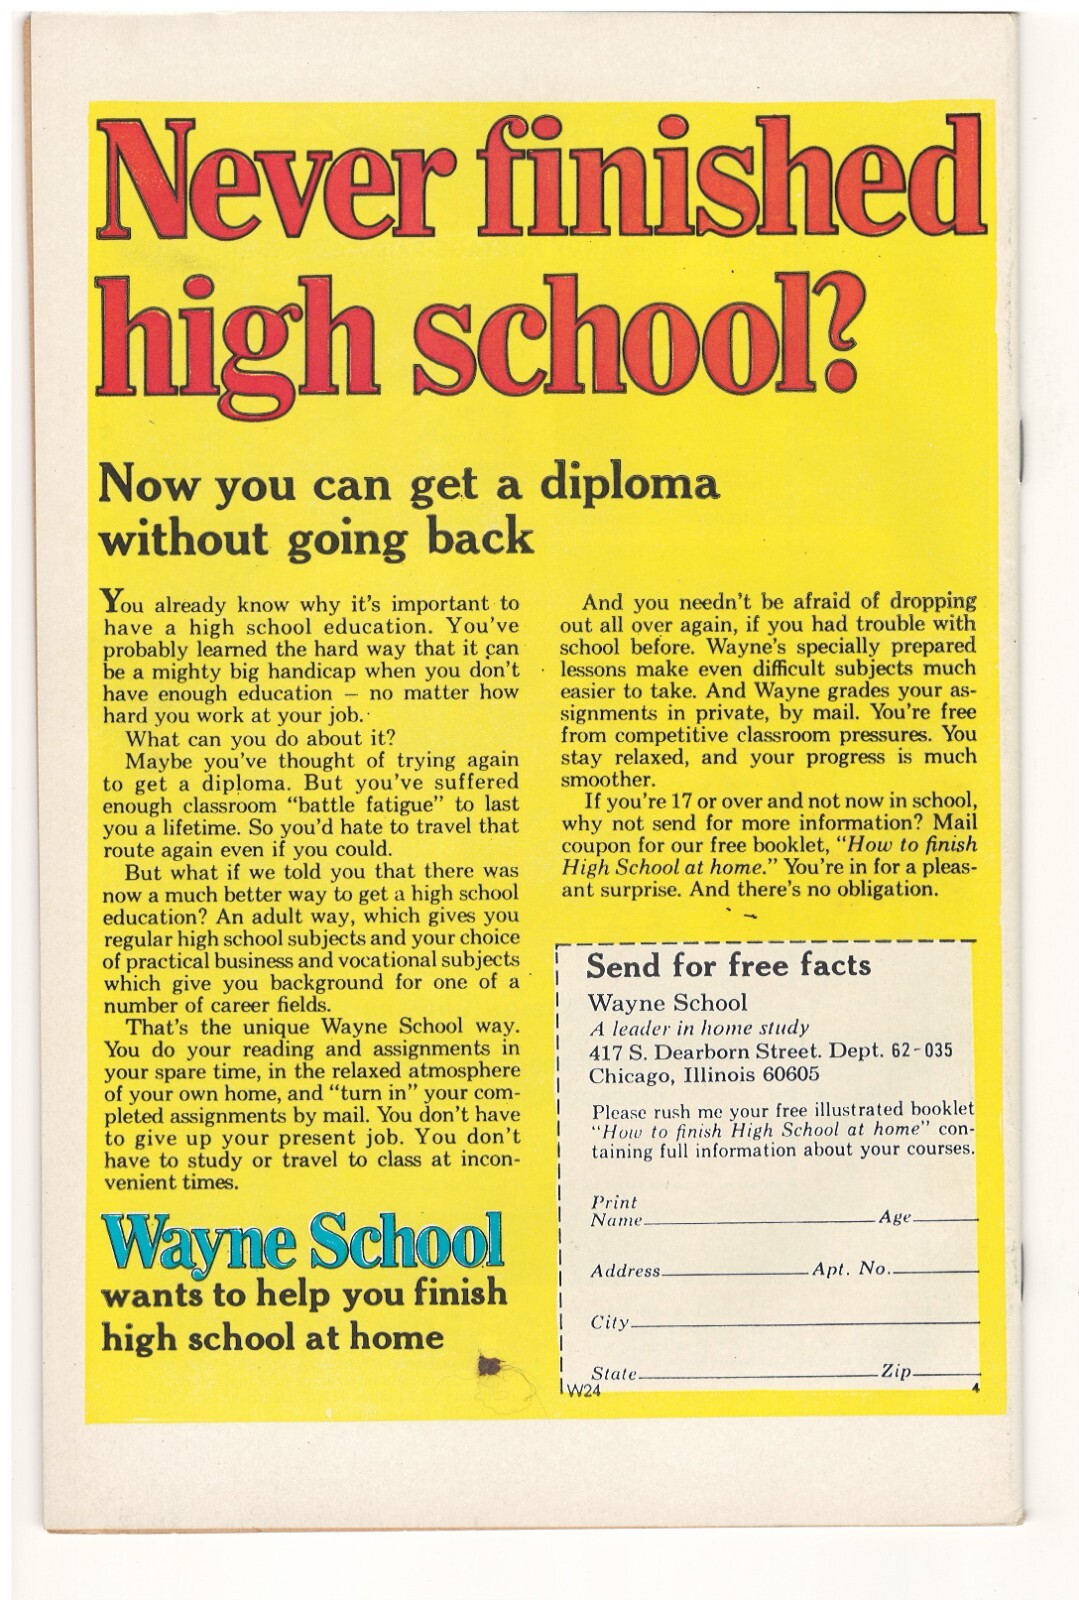 Never finished
high school?
Now you can get a diploma
without going back
You already know why it's important to
have a high school education. You've
probably learned the hard way that it can
be a mighty big handicap when you don't
have enough education — no matter how
hard you work at your job.
What can you do about it?
Maybe you've thought of trying again
to get a diploma. But you've suffered
enough classroom "battle fatigue" to last
you a lifetime. So you'd hate to travel that
route again even if you could.
But what if we told you that there was
now a much better way to get a high school
education? An adult way, which gives you
regular high school subjects and your choice
of practical business and vocational subjects
which give you background for one of a
number of career fields.
That's the unique Wayne School way.
You do your reading and assignments in
your spare time, in the relaxed atmosphere
of your own home, and "turn in" your com-
pleted assignments by mail. You don't have
to give up your present job. You don't
have to study or travel to class at incon-
venient times.
Wayne School
wants to help you finish
high school at home
And you needn't be afraid of dropping
out all over again, if you had trouble with
school before. Wayne's specially prepared
lessons make even difficult subjects much
easier to take. And Wayne grades your as-
signments in private, by mail. You're free
from competitive classroom pressures. You
stay relaxed, and your progress is much
smoother.
If you're 17 or over and not now in school,
why not send for more information? Mail
coupon for our free booklet, "How to finish
High School at home." You're in for a pleas-
ant surprise. And there's no obligation.
Send for free facts
Wayne School
A leader in home study
417 S. Dearborn Street. Dept. 62-035
Chicago, Illinois 60605
Please rush me your free illustrated booklet
"How to finish High School at home" con-
taining full information about your courses.
Print
Name Age
Address Apt. No.
City
State Zip
W24 4